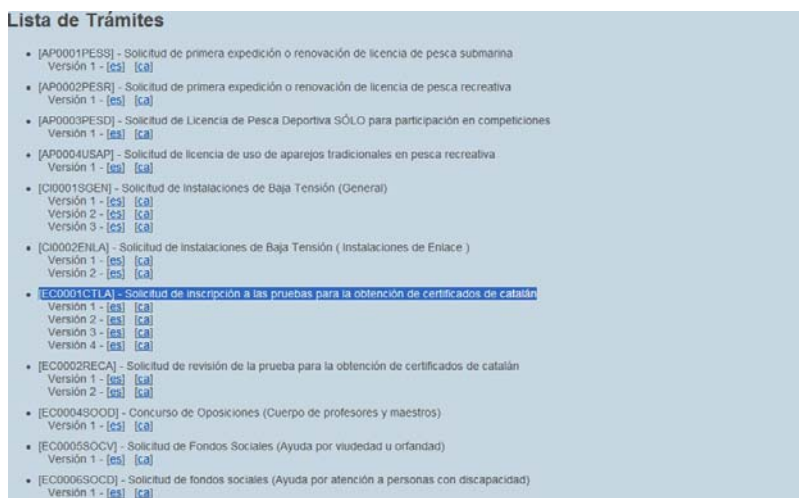 Lista de Trámites
[AP0001PESS] - Solicitud de primera expedición o renovación de licencia de pesca submarina
Versión 1 - [es] [ca]
[AP0002PESR] - Solicitud de primera expedición o renovación de licencia de pesca recreativa
Versión 1 - [es] [ca]
[AP0003PESD] - Solicitud de Licencia de Pesca Deportiva SÓLO para participación en competiciones
Versión 1 - [es] [ca]
[AP0004USAP] - Solicitud de licencia de uso de aparejos tradicionales en pesca recreativa
Versión 1 - [es] [ca]
[CI0001SGEN] - Solicitud de Instalaciones de Baja Tensión (General)
Versión 1 - [es] [ca]
Versión 2 - [es] [ca]
Versión 3 - [es] [ca]
[CI0002ENLA] - Solicitud de Instalaciones de Baja Tensión ( Instalaciones de Enlace )
Versión 1 - [es] [ca]
Versión 2 - [es] [ca]
[EC0001CTLA] - Solicitud de inscripción a las pruebas para la obtención de certificados de catalán
Versión 1 - [es] [ca]
Versión 2 - [es] [ca]
Versión 3 - [es] [ca]
Versión 4 - [es] [ca]
[EC0002RECA] - Solicitud de revisión de la prueba para la obtención de certificados de catalán
Versión 1 - [es] [ca]
Versión 2 - [es] [ca]
[EC0004SOOD] - Concurso de Oposiciones (Cuerpo de profesores y maestros)
Versión 1 - [es] [ca]
[EC0005SOCV] - Solicitud de Fondos Sociales (Ayuda por viudedad u orfandad)
Versión 1 - [es] [ca]
[EC0006SOCD] - Solicitud de fondos sociales (Ayuda por atención a personas con discapacidad)
Versión 1 - [es] [ca]